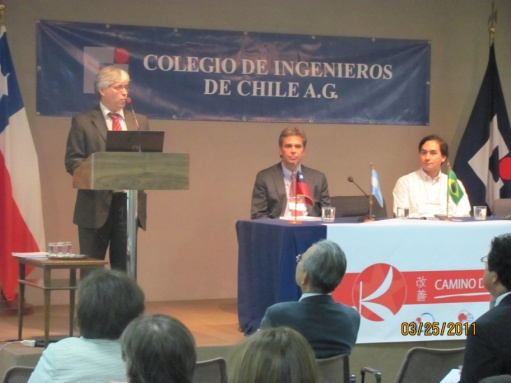 COLEGIO DE INGENIEROS
DE CHILE A.G.
改善
CAMINO D
03/25/2011